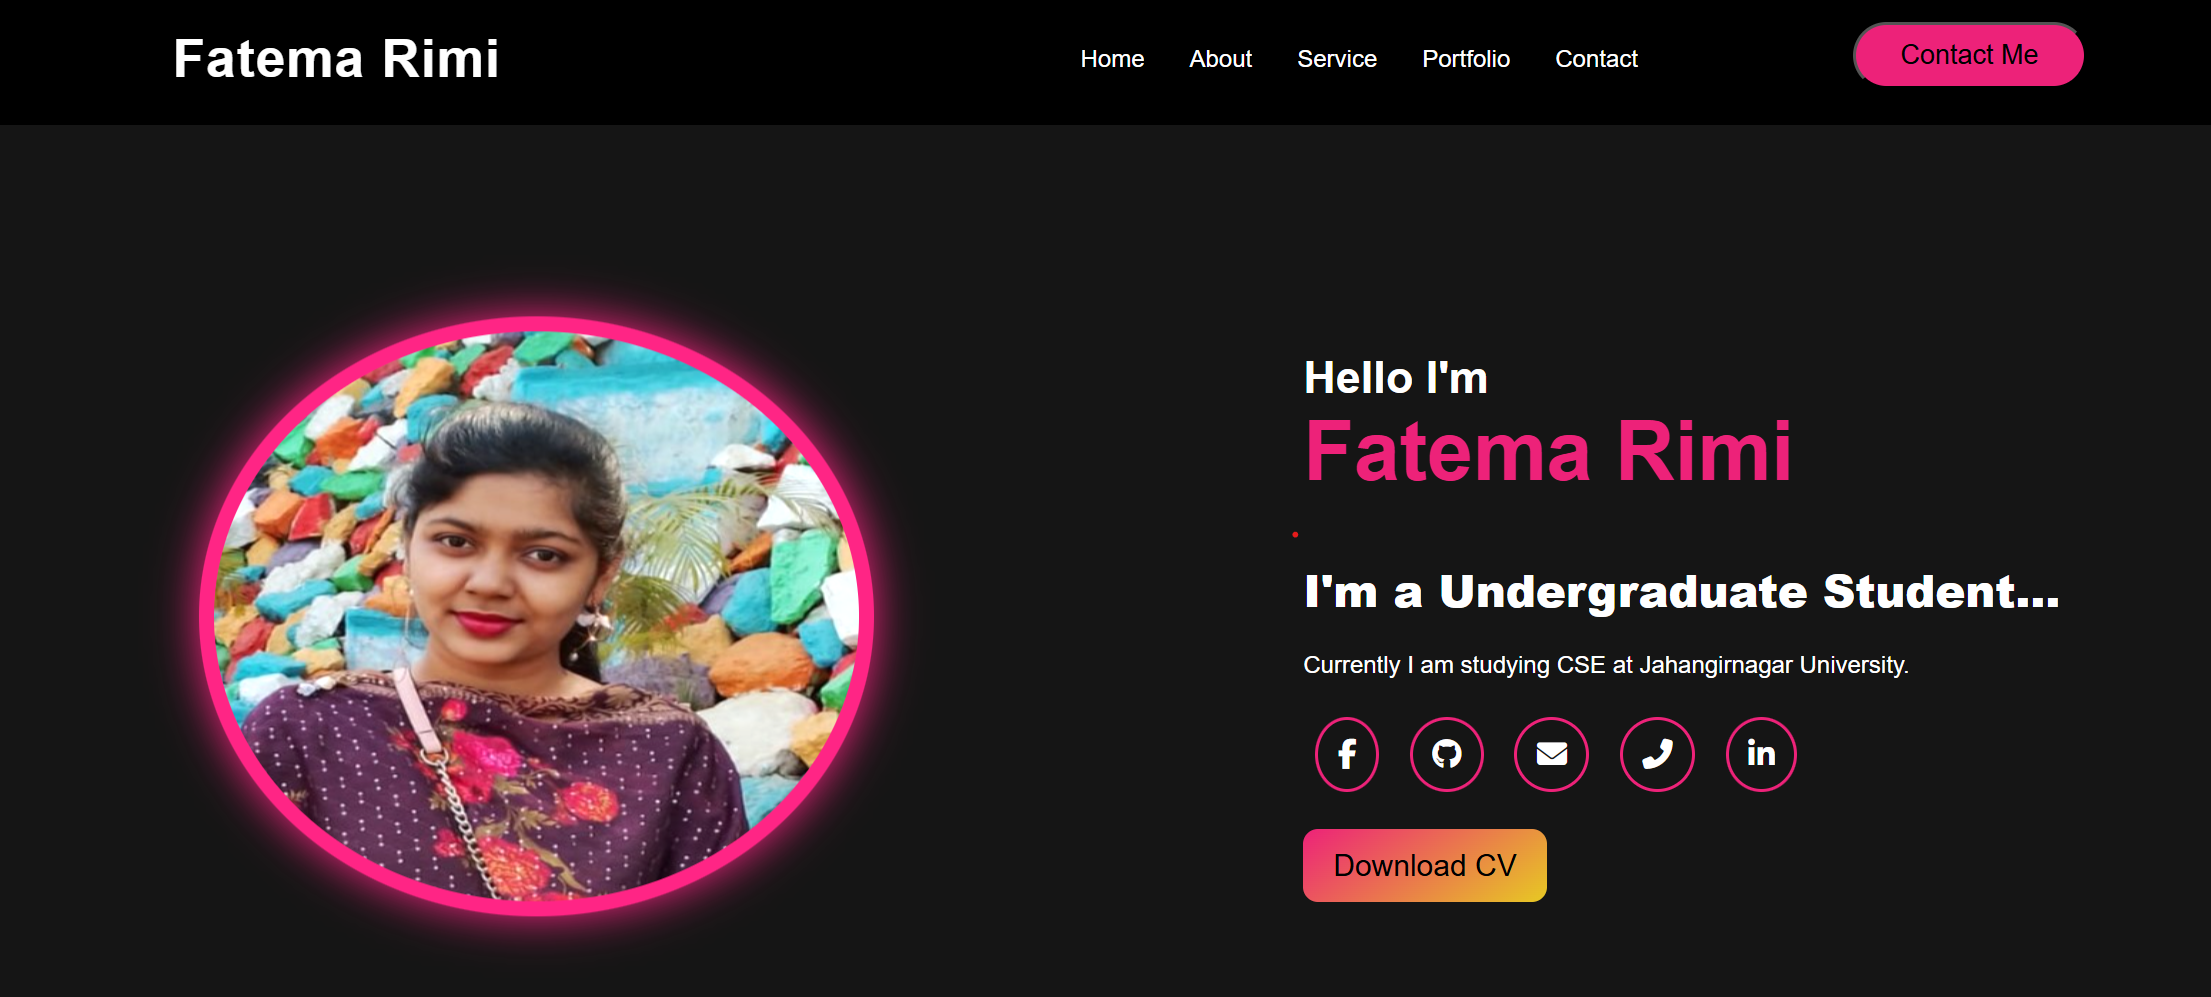 Fatema Rimi
Home About Service Portfolio Contact
Contact Me
Hello I'm
Fatema Rimi
I'm a Undergraduate Student...
Currently I am studying CSE at Jahangirnagar University.
Download CV